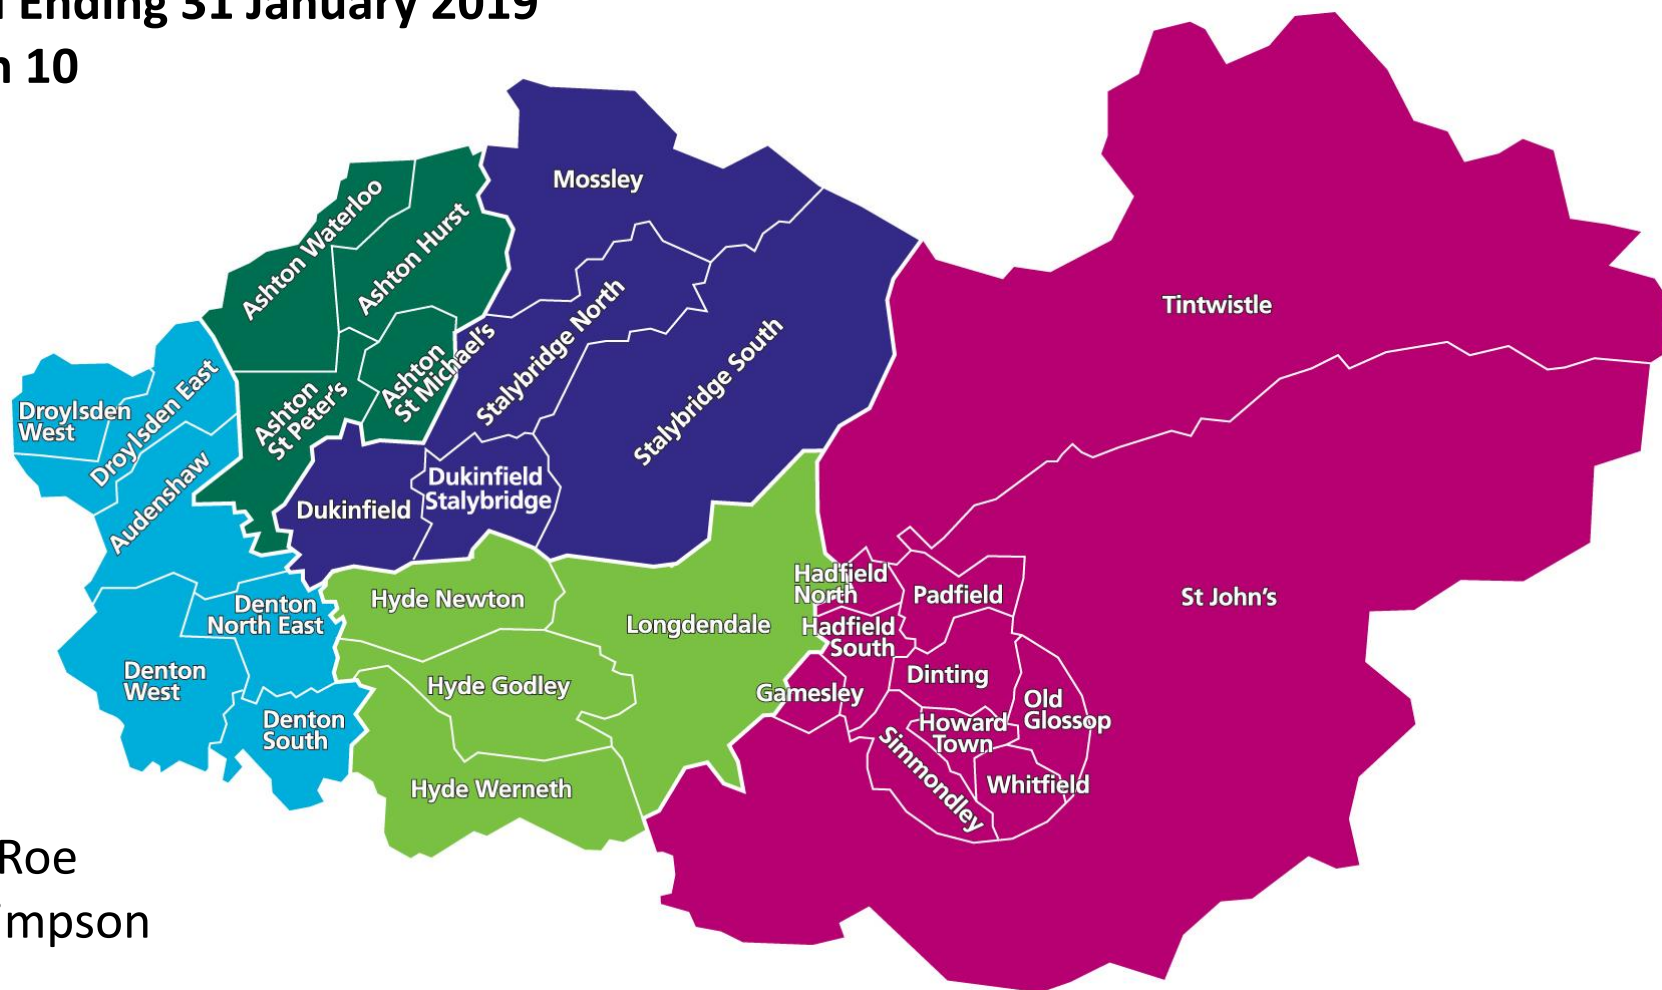 Ending 31 January 2019
10
Mossley
Ashton Waterloo
Ashton Hurst
Tintwistle
Stalybridge North
Stalybridge South
Ashton
St Michael's
Ashton
St Peter's
Droylsden
West
Droylsden East
Audenshaw
Dukinfield
Dukinfield
Stalybridge
Hadfield
North
Padfield
St John's
Hyde Newton
Denton
North East
Longdendale
Hadfield
South
Denton
West
Hyde Godley
Gamesley
Dinting
Old
Glossop
Denton
South
Howard
Town
Simmondley
Whitfield
Hyde Werneth
Roe
impson